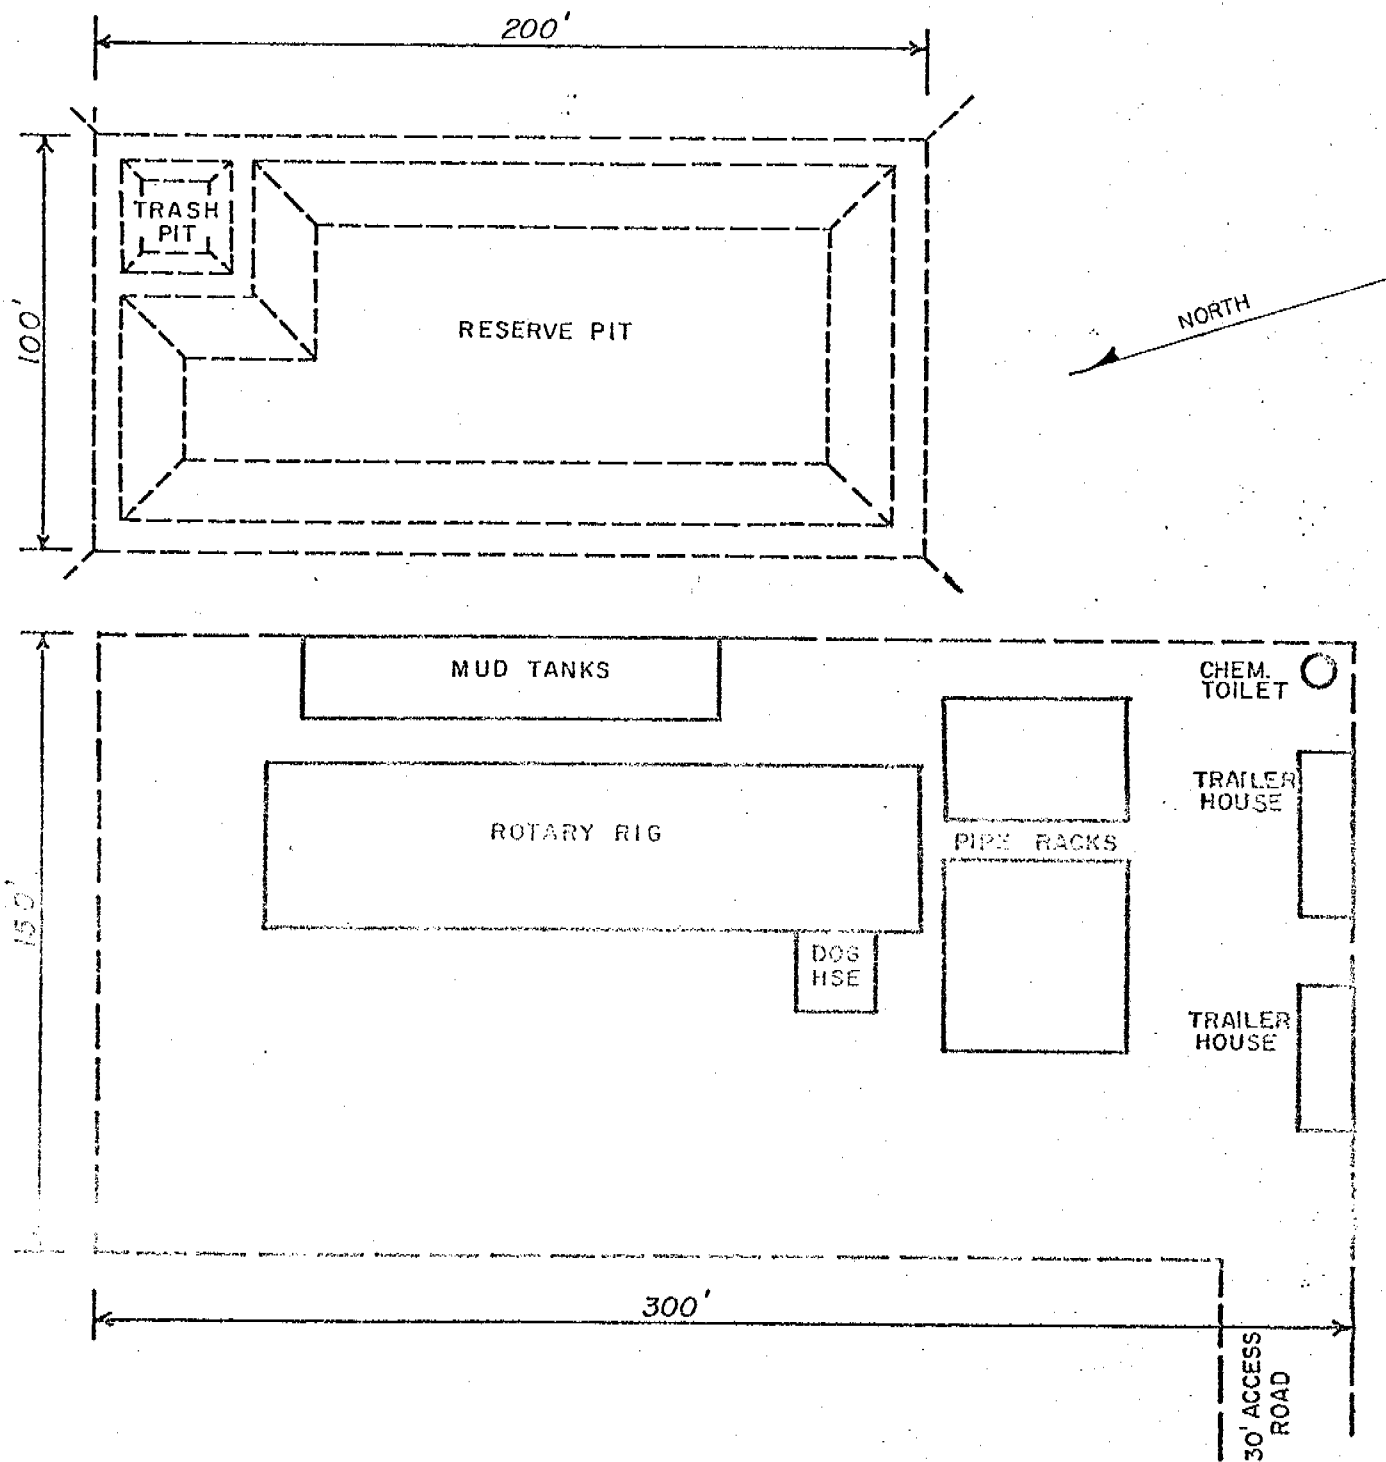 200'
TRASH
PIT
100'
RESERVE PIT
NORTH
MUD TANKS
CHEM.
TOILET
TRAILER
HOUSE
ROTARY RIG
PIPE RACKS
150'
DOG
HSE
TRAILER
HOUSE
300'
30' ACCESS
ROAD